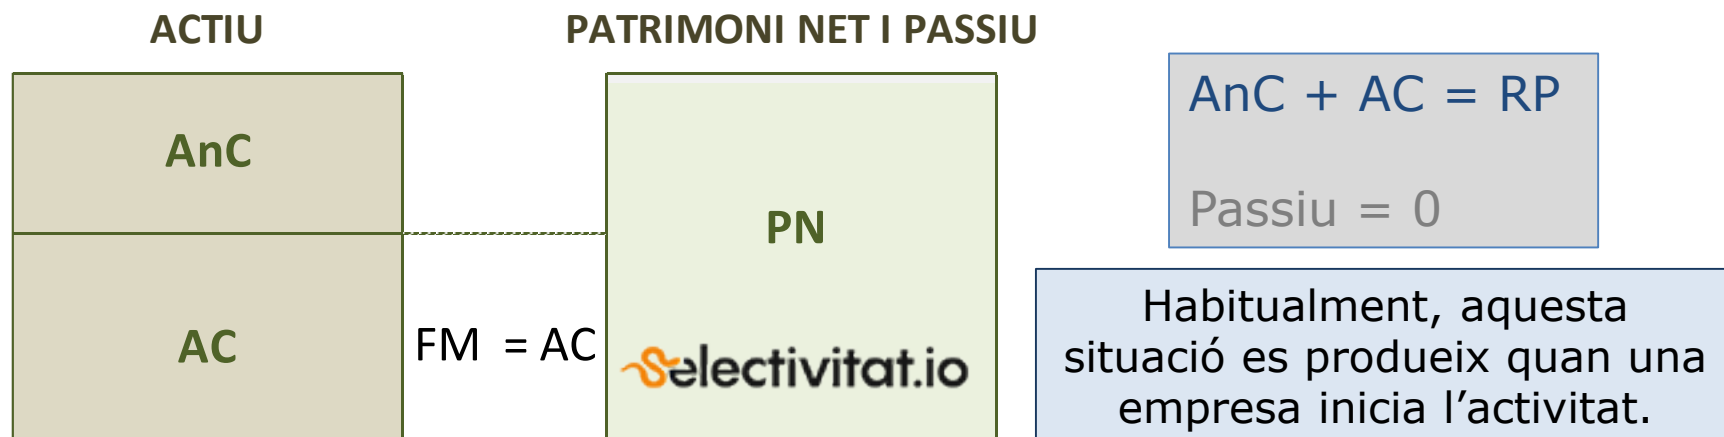 ACTIU
PATRIMONI NET I PASSIU
AnC
AC
FM = AC
PN
Selectivitat.io
AnC + AC = RP
Passiu = 0
Habitualment, aquesta
situació es produeix quan una
empresa inicia l’activitat.